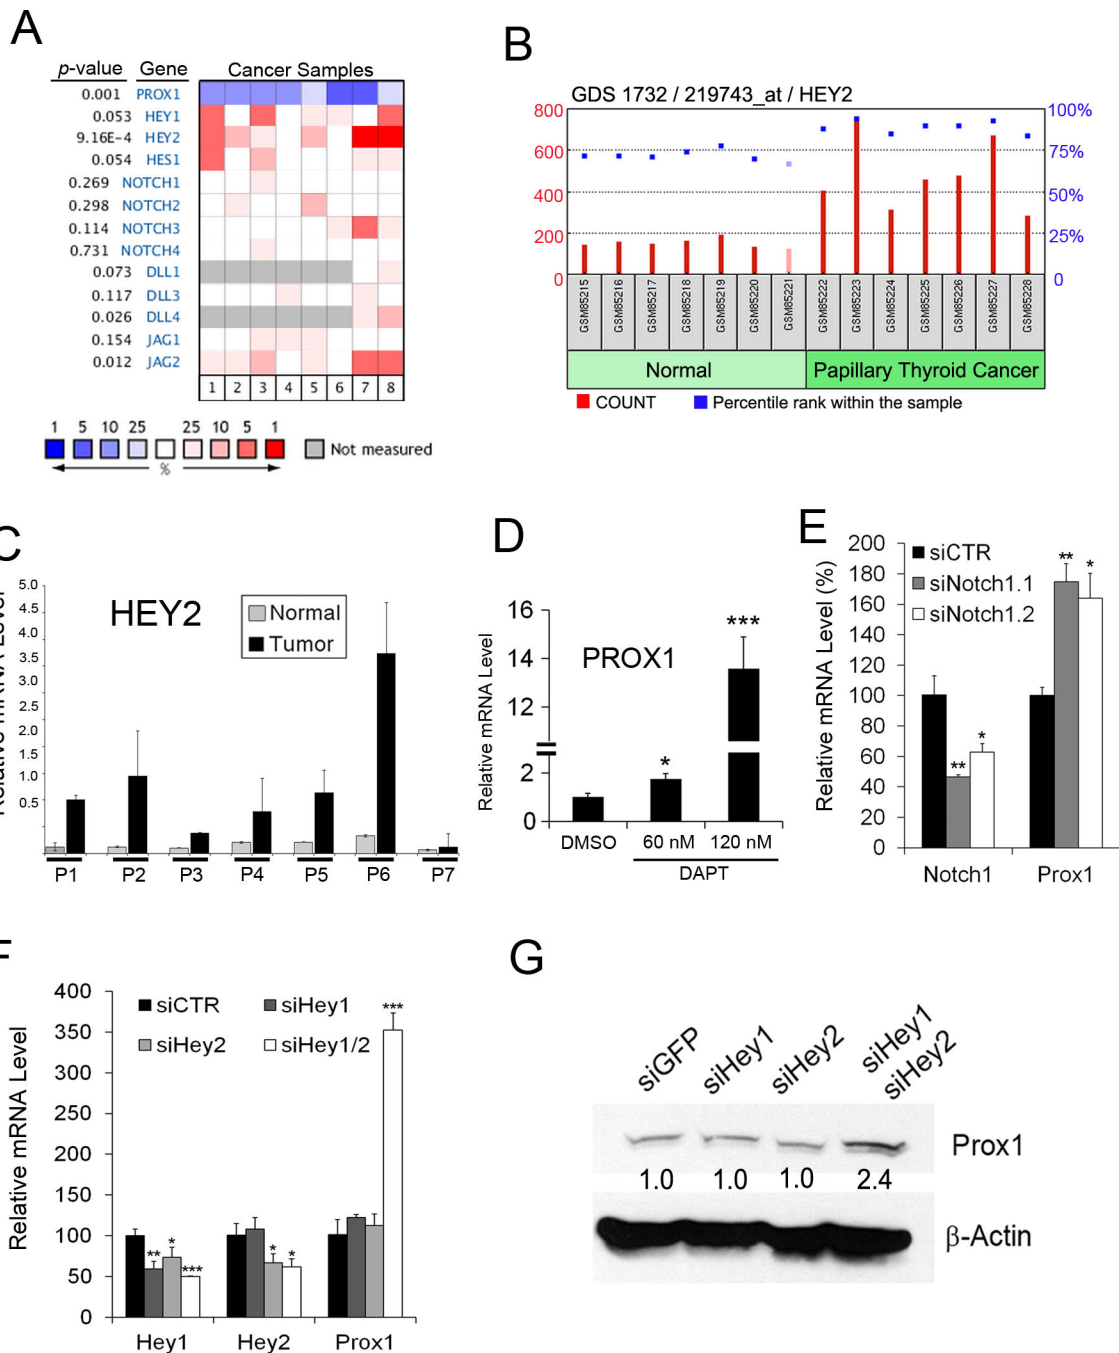 A
p-value Gene Cancer Samples
0.001 PROX1
0.053 HEY1
9.16E-4 HEY2
0.054 HES1
0.269 NOTCH1
0.298 NOTCH2
0.114 NOTCH3
0.731 NOTCH4
0.073 DLL1
0.117 DLL3
0.026 DLL4
0.154 JAG1
0.012 JAG2
1 2 3 4 5 6 7 8
1 5 10 25 25 10 5 1
Not measured
%
B
GDS 1732 / 219743_at / HEY2
800 100%
600 75%
400 50%
200 25%
0 0
GSM85215 GSM85216 GSM85217 GSM85218 GSM85219 GSM85220 GSM85221 GSM85222 GSM85223 GSM85224 GSM85225 GSM85226 GSM85227 GSM85228
Normal Papillary Thyroid Cancer
COUNT Percentile rank within the sample
C
HEY2
Normal
Tumor
5.0
4.0
3.5
3.0
5.0
2.0
1.0
0.5
P1 P2 P3 P4 P5 P6 P7
D
PROX1
Relative mRNA Level
16
14
12
2
0
*
***
DMSO 60 nM 120 nM
DAPT
E
Relative mRNA Level (%)
200
180
160
140
120
100
80
60
40
20
0
siCTR
siNotch1.1
siNotch1.2
** * ** *
Notch1 Prox1
F
Relative mRNA Level
400
350
300
250
200
150
100
50
0
siCTR siHey1
siHey2 siHey1/2
** * *** * * ***
Hey1 Hey2 Prox1
G
siGFP siHey1 siHey2 siHey1 siHey2
Prox1
1.0 1.0 1.0 2.4
β-Actin